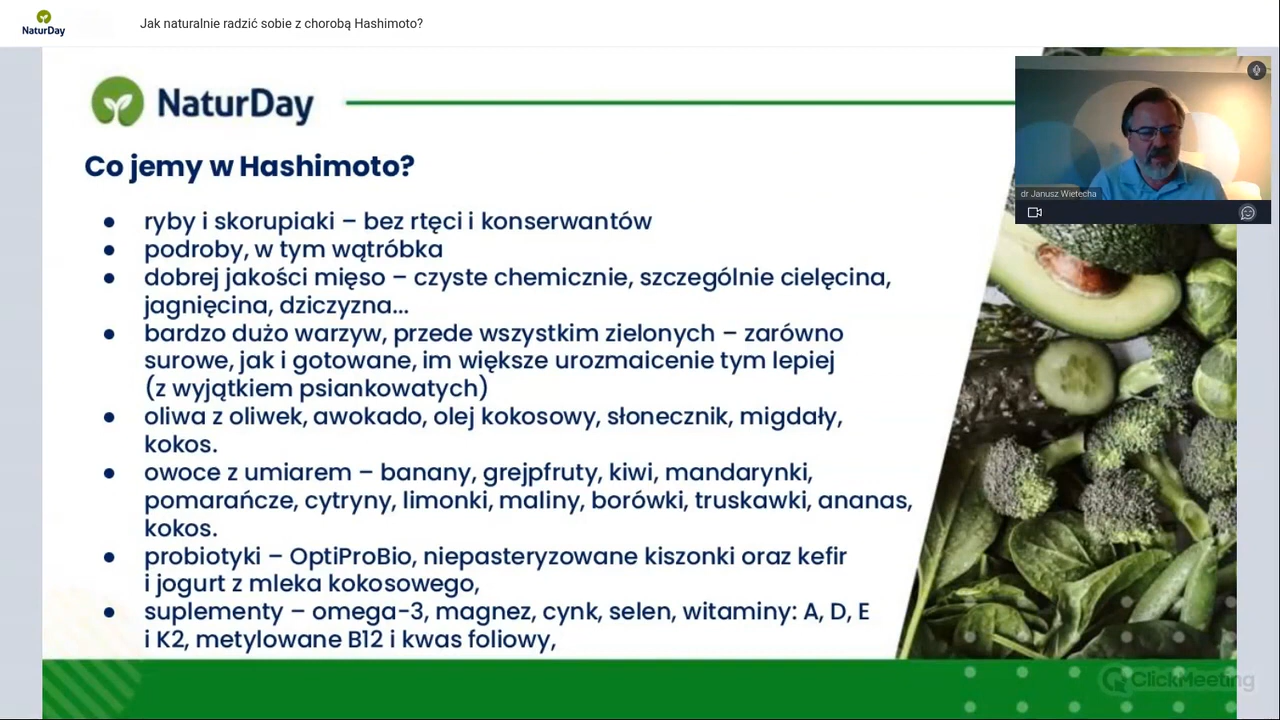 NaturDay
Jak naturalnie radzić sobie z chorobą Hashimoto?
NaturDay
Co jemy w Hashimoto?
● ryby i skorupiaki – bez rtęci i konserwantów
● podroby, w tym wątróbka
● dobrej jakości mięso – czyste chemicznie, szczególnie cielęcina,
jagnięcina, dziczyzna...
● bardzo dużo warzyw, przede wszystkim zielonych – zarówno
surowe, jak i gotowane, im większe urozmaicenie tym lepiej
(z wyjątkiem psiankowatych)
● oliwa z oliwek, awokado, olej kokosowy, słonecznik, migdały,
kokos.
● owoce z umiarem – banany, grejpfruty, kiwi, mandarynki,
pomarańcze, cytryny, limonki, maliny, borówki, truskawki, ananas,
kokos.
● probiotyki – OptiProBio, niepasteryzowane kiszonki oraz kefir
i jogurt z mleka kokosowego,
● suplementy – omega-3, magnez, cynk, selen, witaminy: A, D, E
i K2, metylowane B12 i kwas foliowy,
dr Janusz Wietecha
ClickMeeting